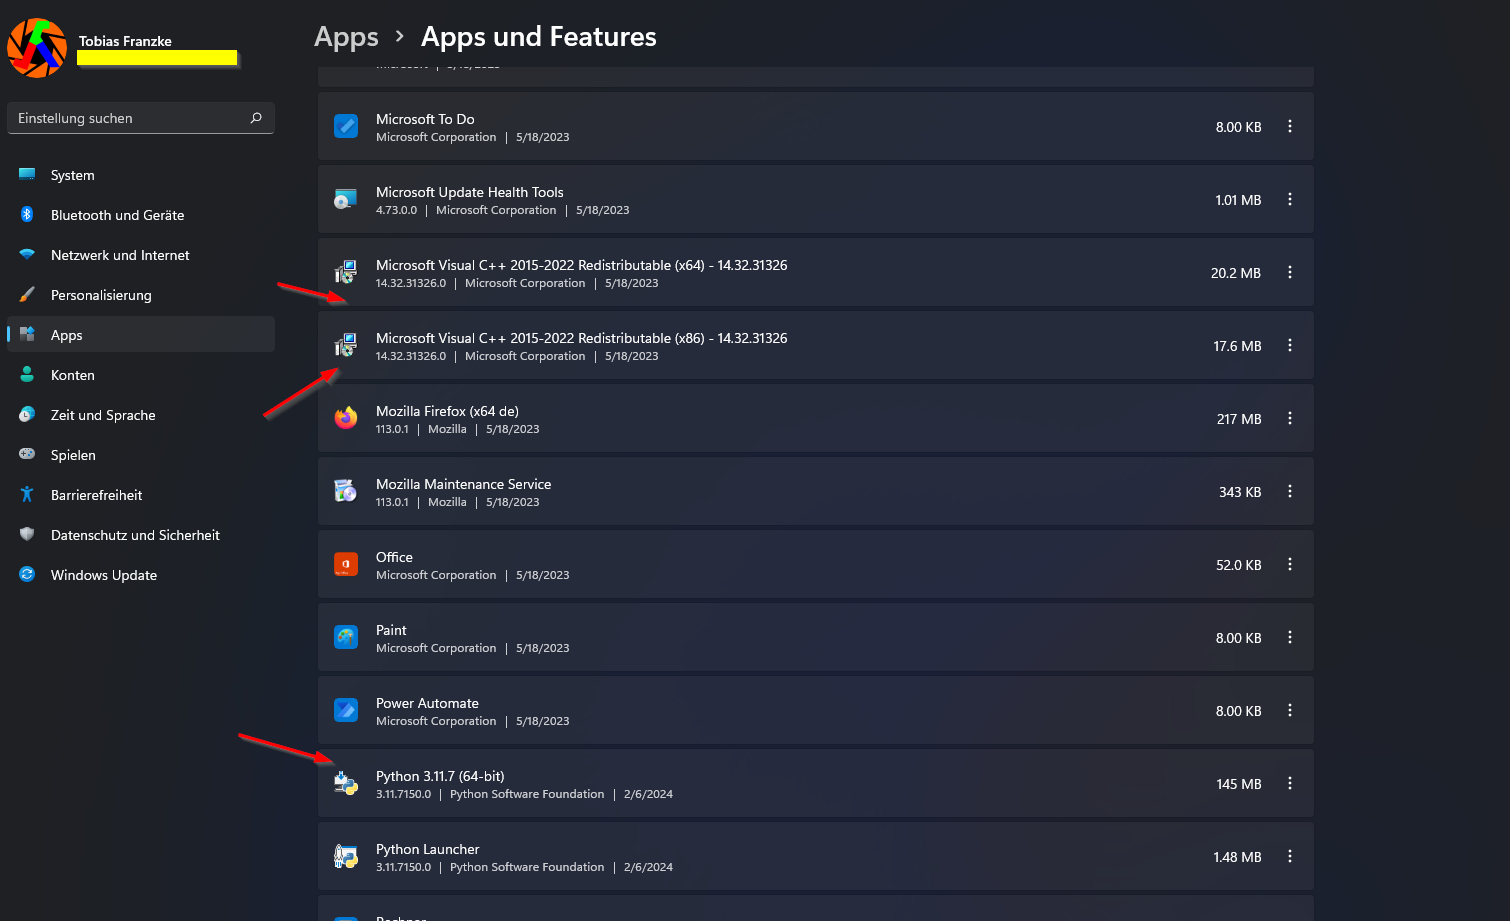 Tobias Franzke
Einstellung suchen
System
Bluetooth und Geräte
Netzwerk und Internet
Personalisierung
Apps
Konten
Zeit und Sprache
Spielen
Barrierefreiheit
Datenschutz und Sicherheit
Windows Update
Apps > Apps und Features
Microsoft To Do
Microsoft Corporation | 5/18/2023
8.00 KB
Microsoft Update Health Tools
4.73.0.0 | Microsoft Corporation | 5/18/2023
1.01 MB
Microsoft Visual C++ 2015-2022 Redistributable (x64) - 14.32.31326
14.32.31326.0 | Microsoft Corporation | 5/18/2023
20.2 MB
Microsoft Visual C++ 2015-2022 Redistributable (x86) - 14.32.31326
14.32.31326.0 | Microsoft Corporation | 5/18/2023
17.6 MB
Mozilla Firefox (x64 de)
113.0.1 | Mozilla | 5/18/2023
217 MB
Mozilla Maintenance Service
113.0.1 | Mozilla | 5/18/2023
343 KB
Office
Microsoft Corporation | 5/18/2023
52.0 KB
Paint
Microsoft Corporation | 5/18/2023
8.00 KB
Power Automate
Microsoft Corporation | 5/18/2023
8.00 KB
Python 3.11.7 (64-bit)
3.11.7150.0 | Python Software Foundation | 2/6/2024
145 MB
Python Launcher
3.11.7150.0 | Python Software Foundation | 2/6/2024
1.48 MB